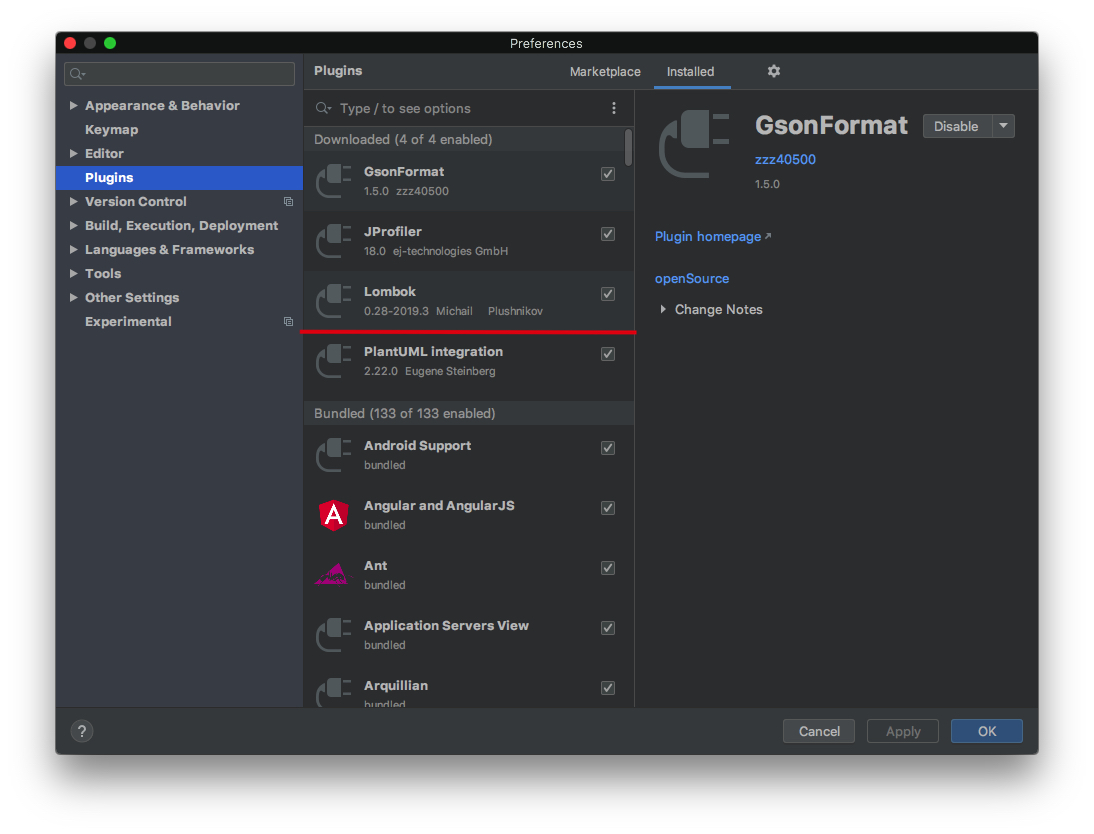 Preferences
Appearance & Behavior
Keymap
Editor
Plugins
Version Control
Build, Execution, Deployment
Languages & Frameworks
Tools
Other Settings
Experimental
Plugins
Marketplace
Installed
Type / to see options
Downloaded (4 of 4 enabled)
GsonFormat
1.5.0 zzz40500
JProfiler
18.0 ej-technologies GmbH
Lombok
0.28-2019.3 Michail Plushnikov
PlantUML integration
2.22.0 Eugene Steinberg
Bundled (133 of 133 enabled)
Android Support
bundled
Angular and AngularJS
bundled
Ant
bundled
Application Servers View
bundled
Arquillian
bundled
GsonFormat
Disable
zzz40500
1.5.0
Plugin homepage
openSource
Change Notes
?
Cancel
Apply
OK